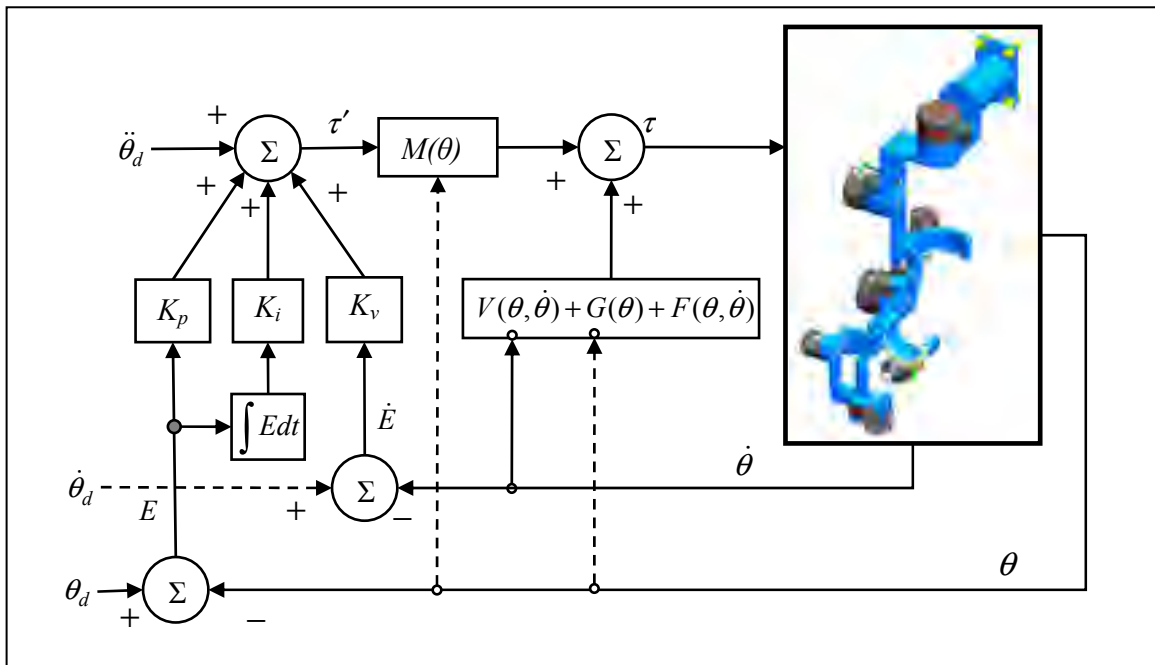 +
θ̈_d
Σ
τ′
M(θ)
Σ
τ
+
+
+
+
+
K_p
K_i
K_v
V(θ,θ̇)+G(θ)+F(θ,θ̇)
∫ Edt
Ė
θ̇
θ̇_d
Σ
+
−
E
θ
θ_d
Σ
+
−